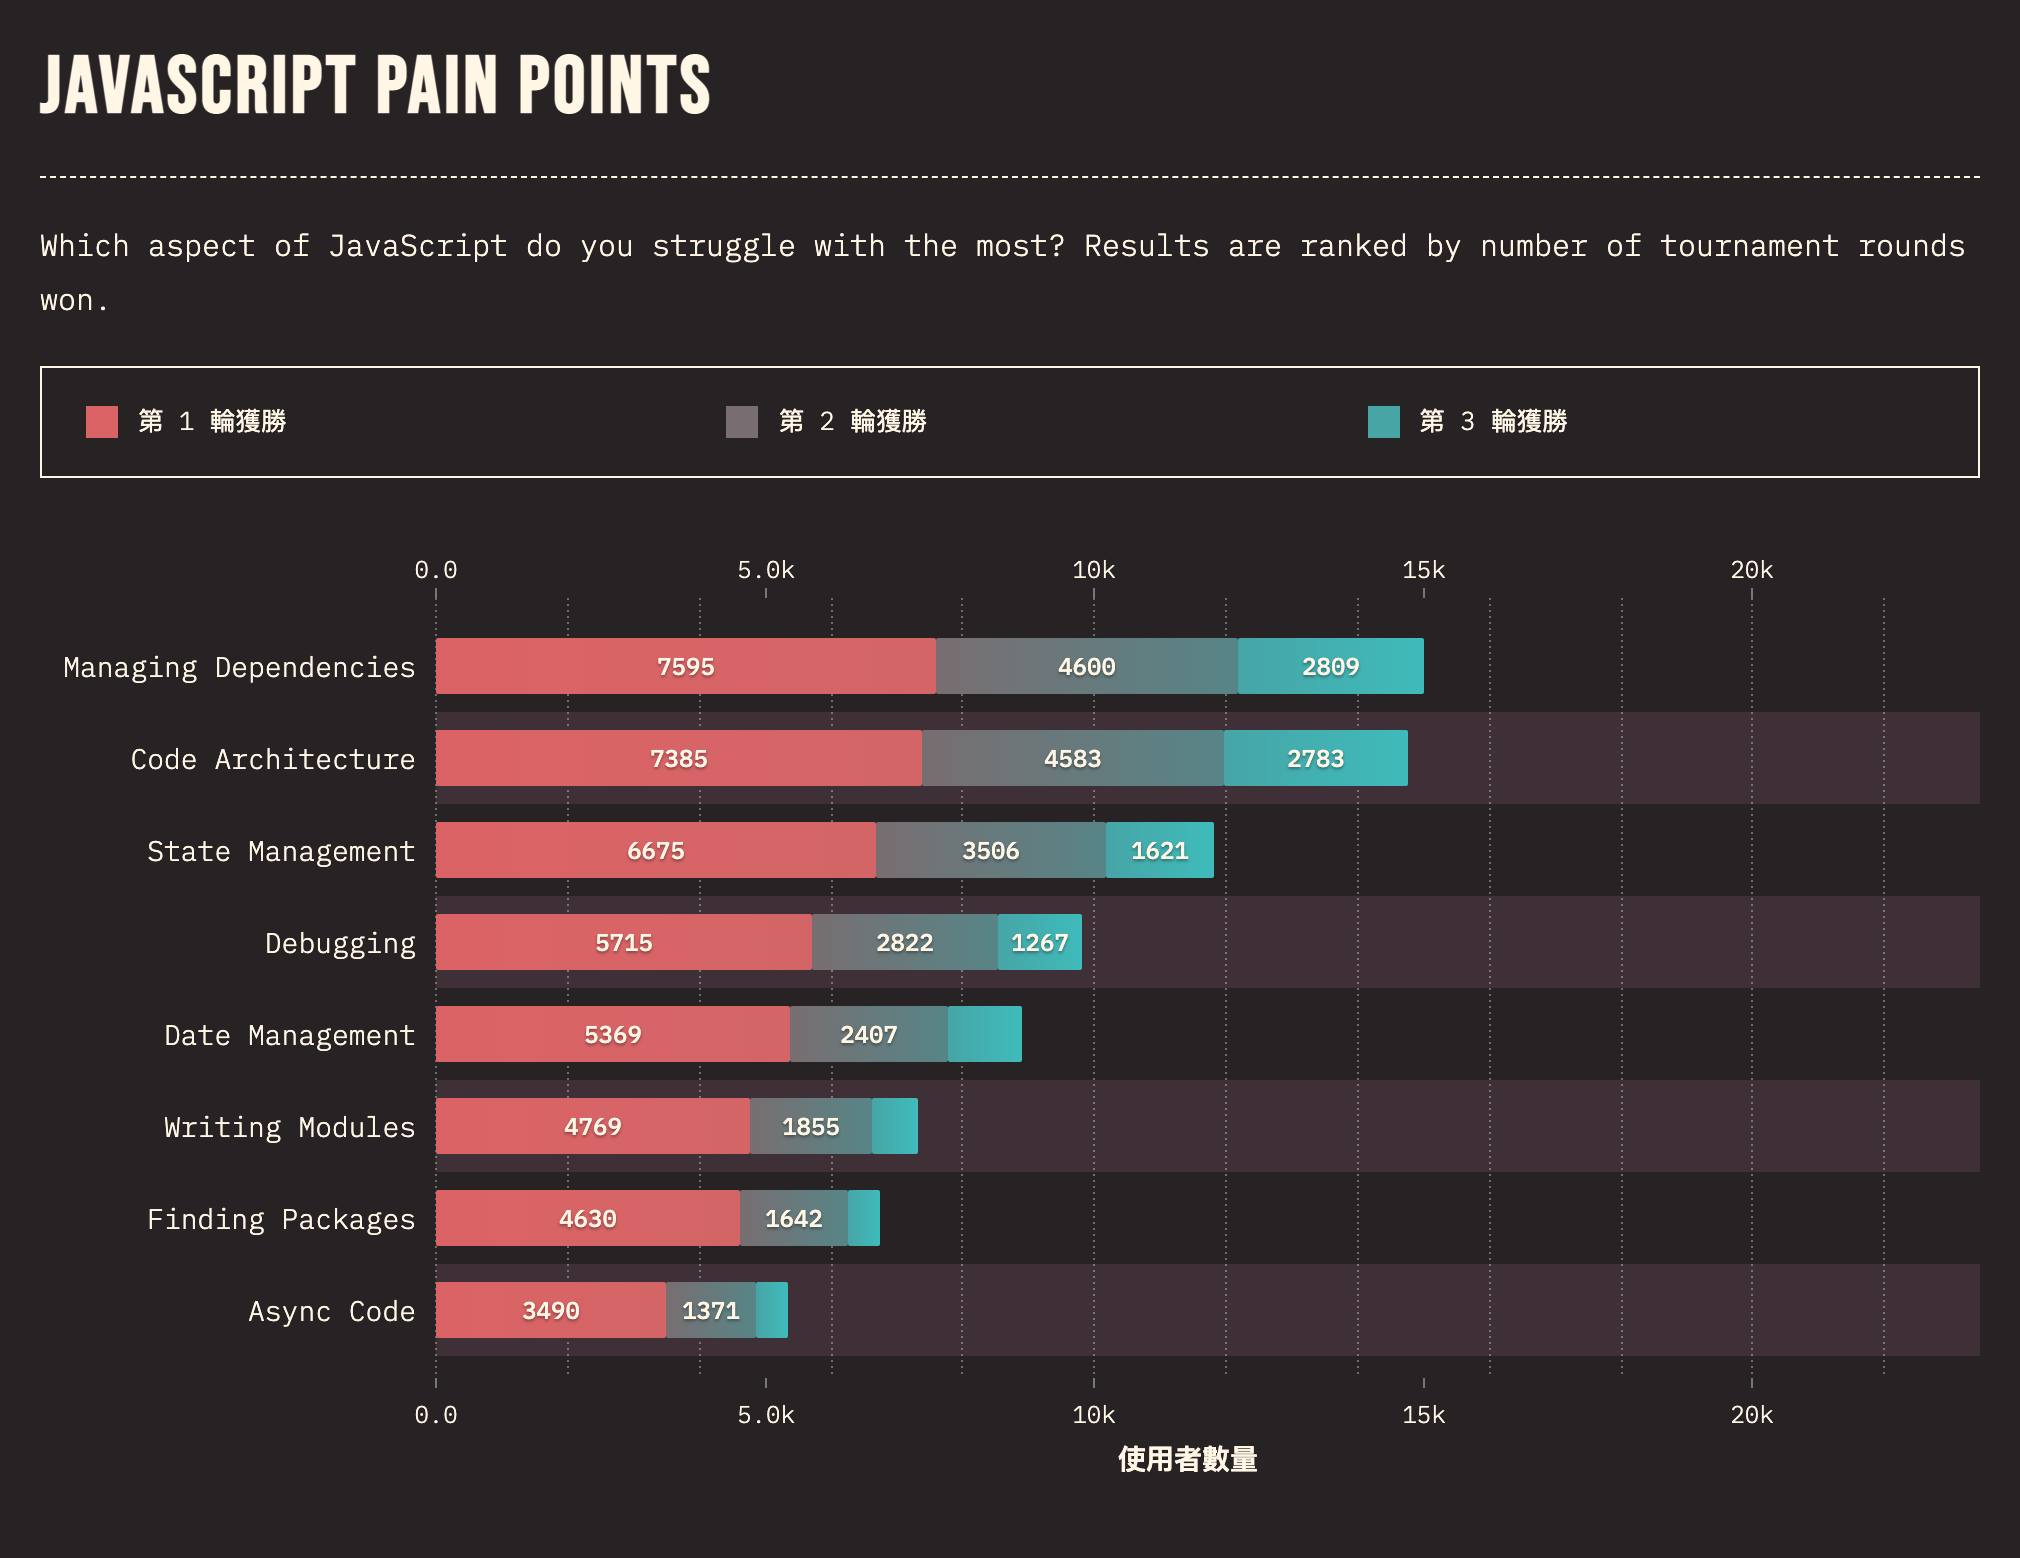 JAVASCRIPT PAIN POINTS
Which aspect of JavaScript do you struggle with the most? Results are ranked by number of tournament rounds
won.
第 1 輪獲勝 第 2 輪獲勝 第 3 輪獲勝
0.0 5.0k 10k 15k 20k
Managing Dependencies 7595 4600 2809
Code Architecture 7385 4583 2783
State Management 6675 3506 1621
Debugging 5715 2822 1267
Date Management 5369 2407
Writing Modules 4769 1855
Finding Packages 4630 1642
Async Code 3490 1371
0.0 5.0k 10k 15k 20k
使用者數量